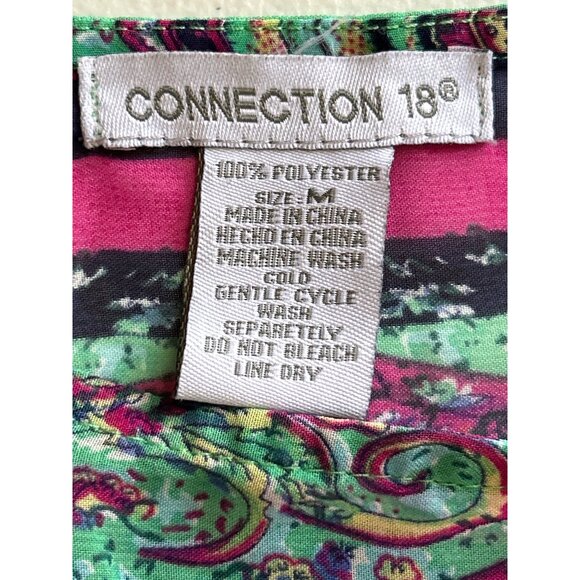 CONNECTION 18®
100% POLYESTER
SIZE: M
MADE IN CHINA
HECHO EN CHINA
MACHINE WASH
COLD
GENTLE CYCLE
WASH
SEPARETELY
DO NOT BLEACH
LINE DRY